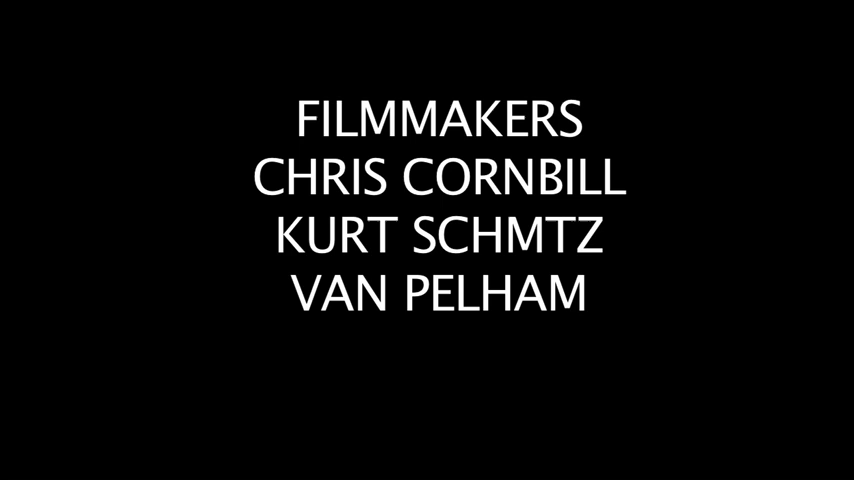 FILMMAKERS
CHRIS CORNBILL
KURT SCHMTZ
VAN PELHAM